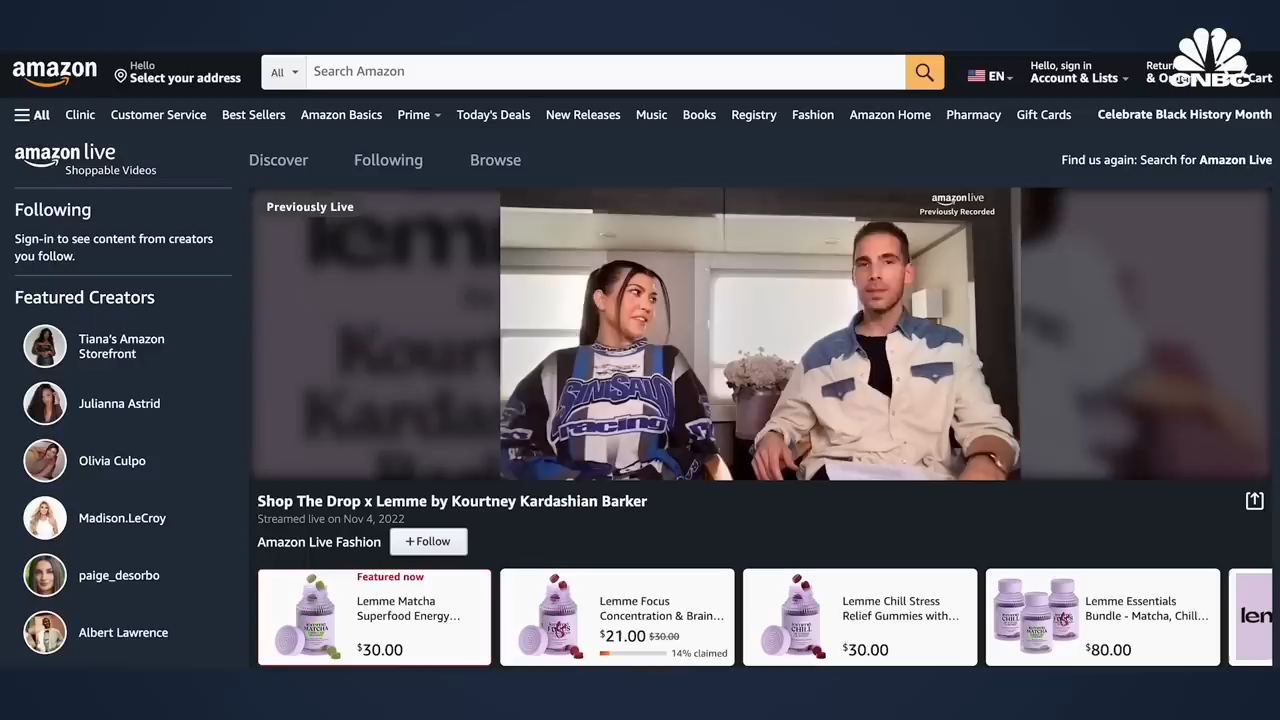 amazon
Hello
Select your address
All
Search Amazon
EN
Hello, sign in
Account & Lists
Cart
CNBC
All
Clinic
Customer Service
Best Sellers
Amazon Basics
Prime
Today's Deals
New Releases
Music
Books
Registry
Fashion
Amazon Home
Pharmacy
Gift Cards
Celebrate Black History Month
amazon live
Shoppable Videos
Discover
Following
Browse
Find us again: Search for Amazon Live
Following
Sign-in to see content from creators
you follow.
Featured Creators
Tiana's Amazon
Storefront
Julianna Astrid
Olivia Culpo
Madison.LeCroy
paige_desorbo
Albert Lawrence
Previously Live
amazon live
Previously Recorded
racing
Shop The Drop x Lemme by Kourtney Kardashian Barker
Streamed live on Nov 4, 2022
Amazon Live Fashion
+Follow
Featured now
Lemme Matcha
Superfood Energy…
$30.00
Lemme Focus
Concentration & Brain…
$21.00 $30.00
14% claimed
Lemme Chill Stress
Relief Gummies with…
$30.00
Lemme Essentials
Bundle - Matcha, Chill…
$80.00